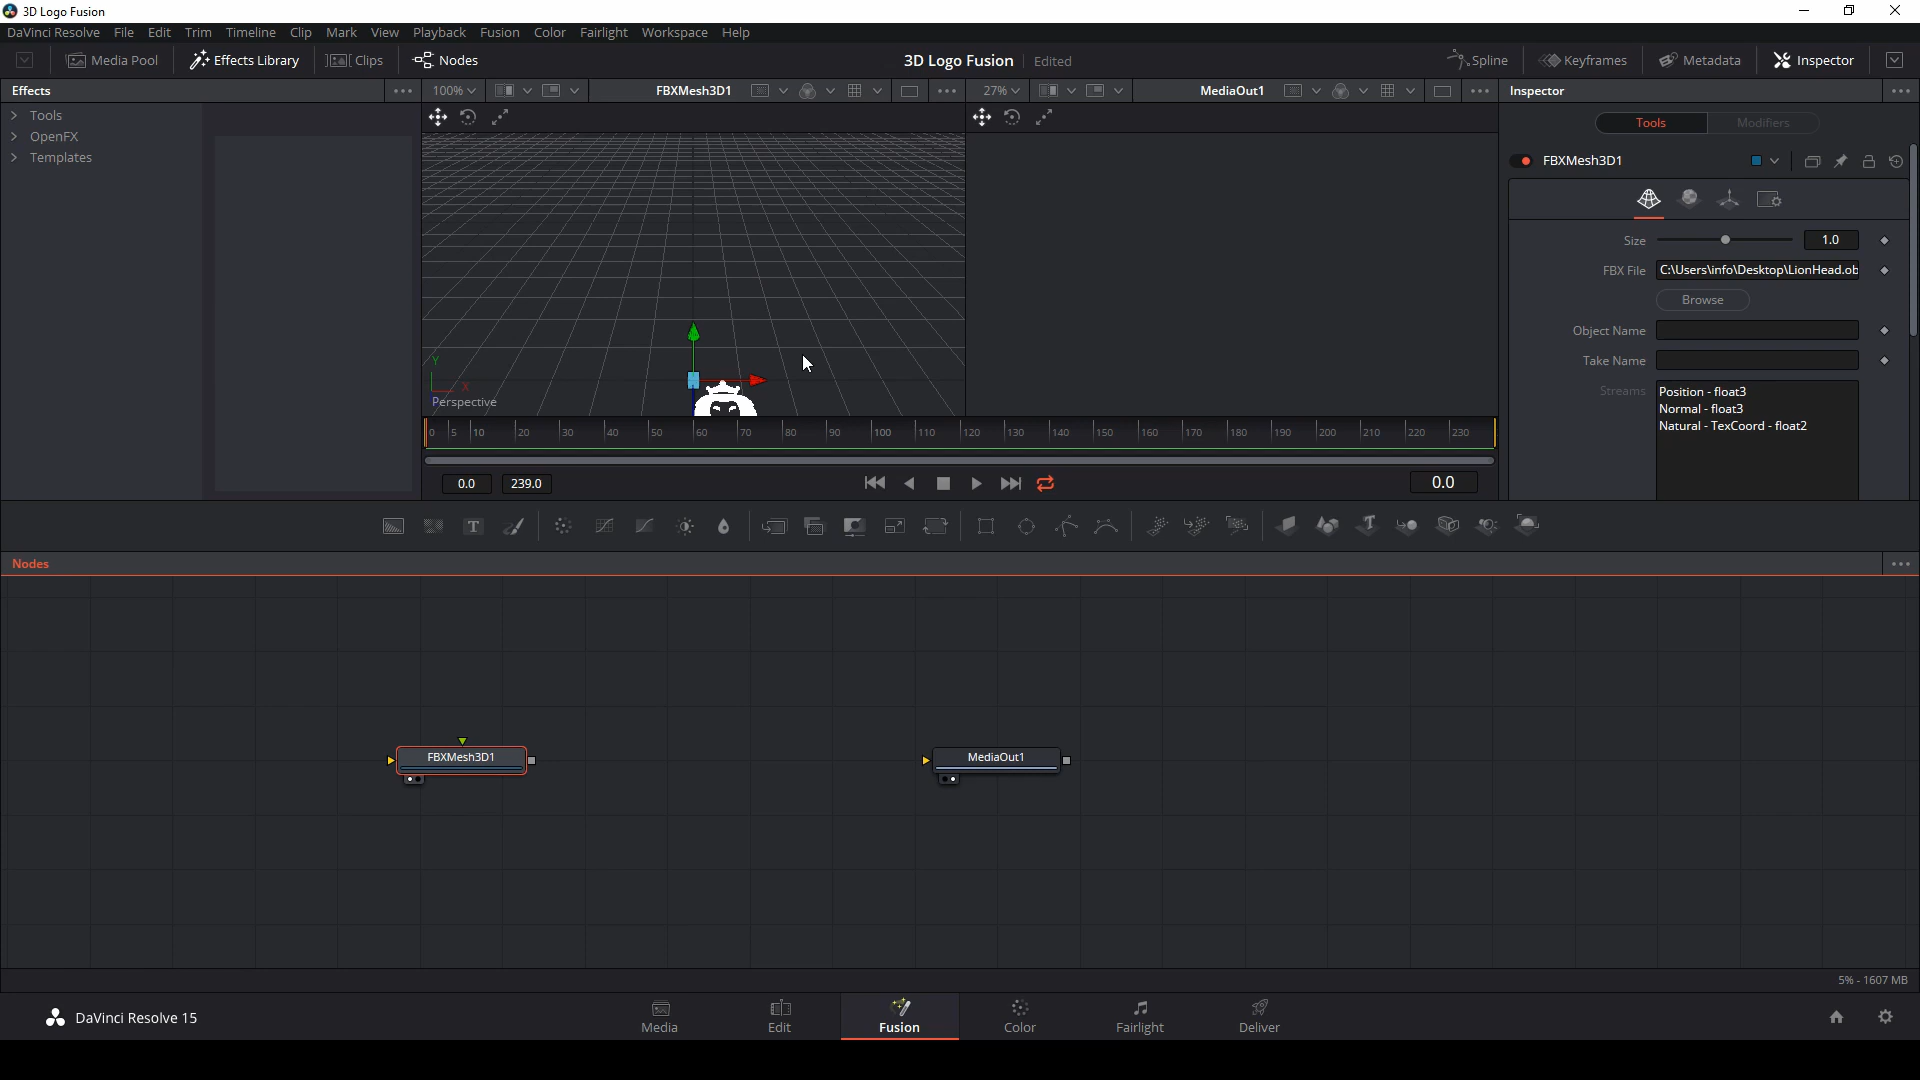 3D Logo Fusion
DaVinci Resolve File Edit Trim Timeline Clip Mark View Playback Fusion Color Fairlight Workspace Help
Media Pool Effects Library Clips Nodes 3D Logo Fusion Edited Spline Keyframes Metadata Inspector
Effects 100% FBXMesh3D1 27% MediaOut1 Inspector
Tools
OpenFX
Templates
Tools Modifiers
FBXMesh3D1
Size 1.0
FBX File C:\Users\info\Desktop\LionHead.ob
Browse
Object Name
Take Name
Streams Position - float3
Normal - float3
Natural - TexCoord - float2
Y
X
Perspective
0 5 10 20 30 40 50 60 70 80 90 100 110 120 130 140 150 160 170 180 190 200 210 220 230
0.0 239.0 0.0
T T
Nodes
FBXMesh3D1 MediaOut1
5% - 1607 MB
DaVinci Resolve 15 Media Edit Fusion Color Fairlight Deliver